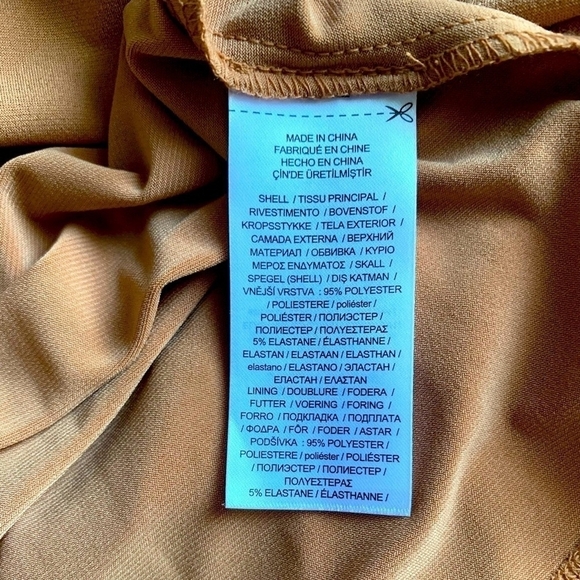 MADE IN CHINA
FABRIQUÉ EN CHINE
HECHO EN CHINA
ÇİN'DE ÜRETİLMİŞTİR
SHELL / TISSU PRINCIPAL /
RIVESTIMENTO / BOVENSTOF /
KROPSSTYKKE / TELA EXTERIOR /
CAMADA EXTERNA / ВЕРХНИЙ
МАТЕРИАЛ / ОБВИВКА / ΚΥΡΙΟ
ΜΕΡΟΣ ΕΝΔΥΜΑΤΟΣ / SKALL /
SPEGEL (SHELL) / DIŞ KATMAN /
VNĚJŠÍ VRSTVA : 95% POLYESTER
/ POLIESTERE / poliéster /
POLIÉSTER / ПОЛИЭСТЕР /
ПОЛИЕСТЕР / ΠΟΛΥΕΣΤΕΡΑΣ
5% ELASTANE / ÉLASTHANNE /
ELASTAN / ELASTAAN / ELASTHAN /
elastano / ELASTANO / ЭЛАСТАН /
ЕЛАСТАН / ΕΛΑΣΤΑΝ
LINING / DOUBLURE / FODERA /
FUTTER / VOERING / FORING /
FORRO / ПОДКЛАДКА / ПОДПЛАТА
/ ΦΟΔΡΑ / FÔR / FODER / ASTAR /
PODŠÍVKA : 95% POLYESTER /
POLIESTERE / poliéster / POLIÉSTER
/ ПОЛИЭСТЕР / ПОЛИЕСТЕР /
ΠΟΛΥΕΣΤΕΡΑΣ
5% ELASTANE / ÉLASTHANNE /